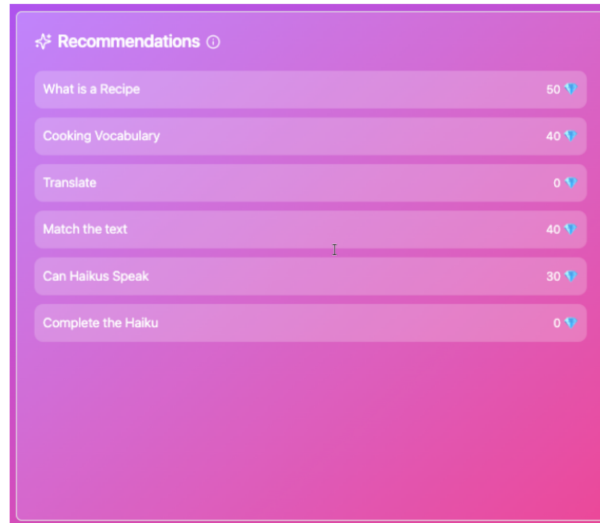 Recommendations
What is a Recipe 50
Cooking Vocabulary 40
Translate 0
Match the text 40
Can Haikus Speak 30
Complete the Haiku 0